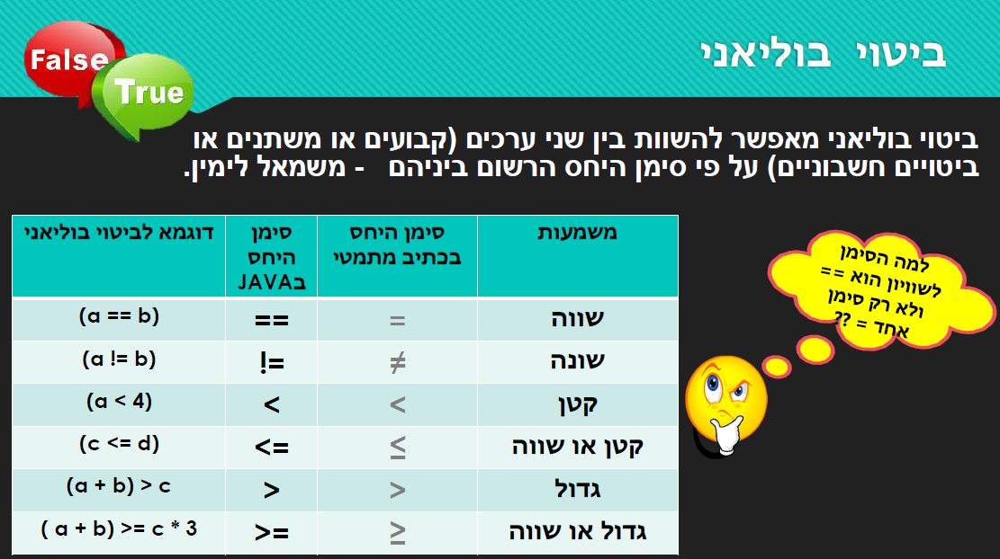 ביטוי בוליאני
False
True
ביטוי בוליאני מאפשר להשוות בין שני ערכים (קבועים או משתנים או
ביטויים חשבוניים) על פי סימן היחס הרשום ביניהם - משמאל לימין.
משמעות סימן היחס בכתיב מתמטי סימן היחס בJAVA דוגמא לביטוי בוליאני
שווה = == (a == b)
שונה ≠ != (a != b)
קטן < < (a < 4)
קטן או שווה ≤ <= (c <= d)
גדול > > (a + b) > c
גדול או שווה ≥ >= ( a + b) >= c * 3
למה הסימן
לשוויון הוא ==
ולא רק סימן
אחד = ??